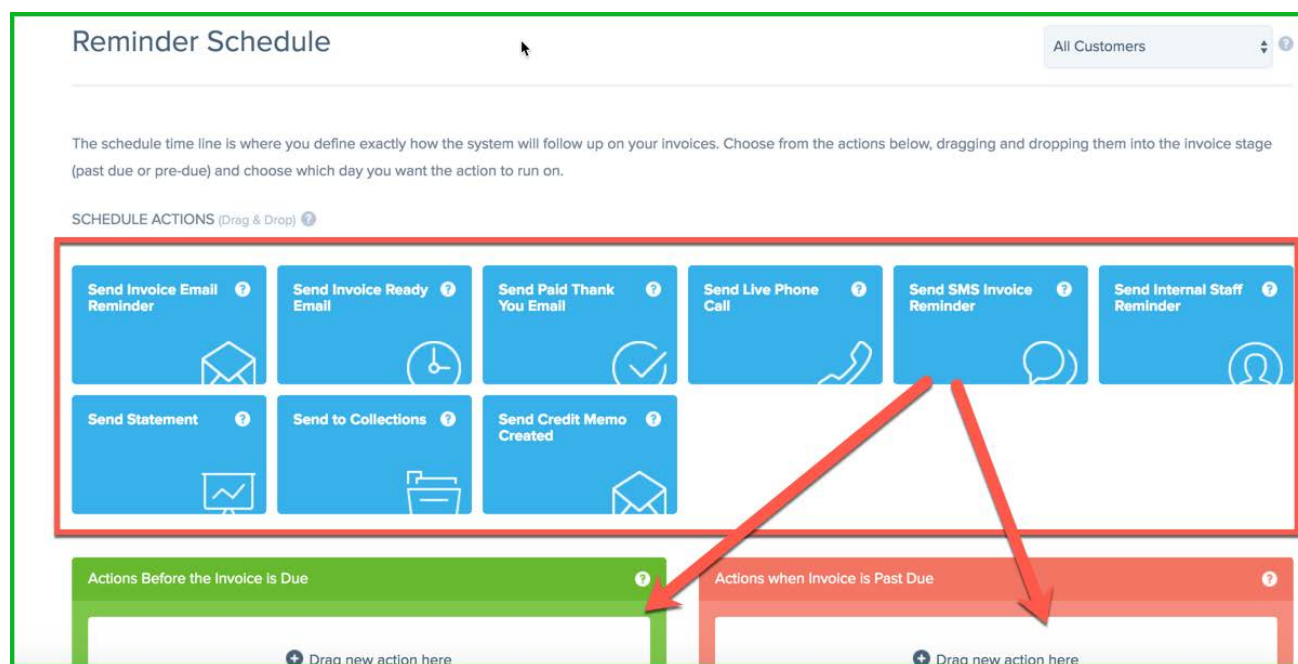 Reminder Schedule
All Customers
The schedule time line is where you define exactly how the system will follow up on your invoices. Choose from the actions below, dragging and dropping them into the invoice stage
(past due or pre-due) and choose which day you want the action to run on.
SCHEDULE ACTIONS (Drag & Drop) ?
Send Invoice Email ?
Reminder
Send Invoice Ready ?
Email
Send Paid Thank ?
You Email
Send Live Phone ?
Call
Send SMS Invoice ?
Reminder
Send Internal Staff ?
Reminder
Send Statement ?
Send to Collections ?
Send Credit Memo ?
Created
Actions Before the Invoice is Due ?
Actions when Invoice is Past Due ?
Drag new action here
Drag new action here